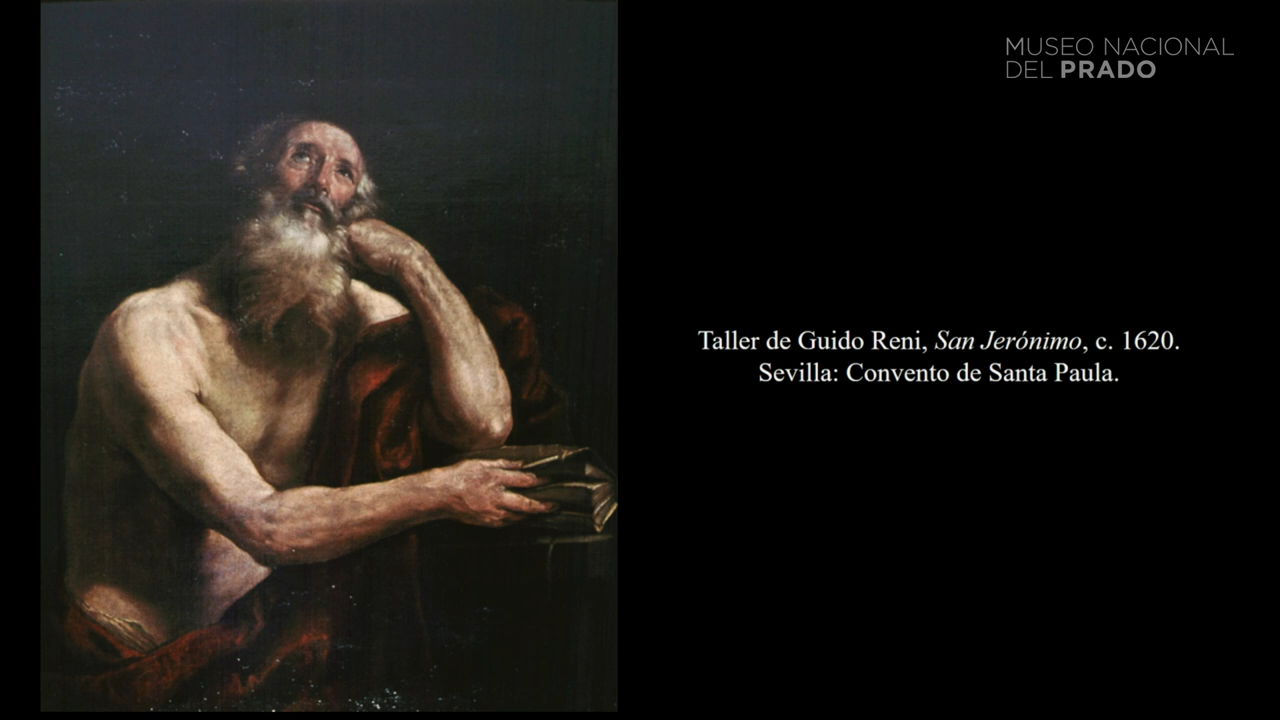 MUSEO NACIONAL
DEL PRADO
Taller de Guido Reni, San Jerónimo, c. 1620.
Sevilla: Convento de Santa Paula.